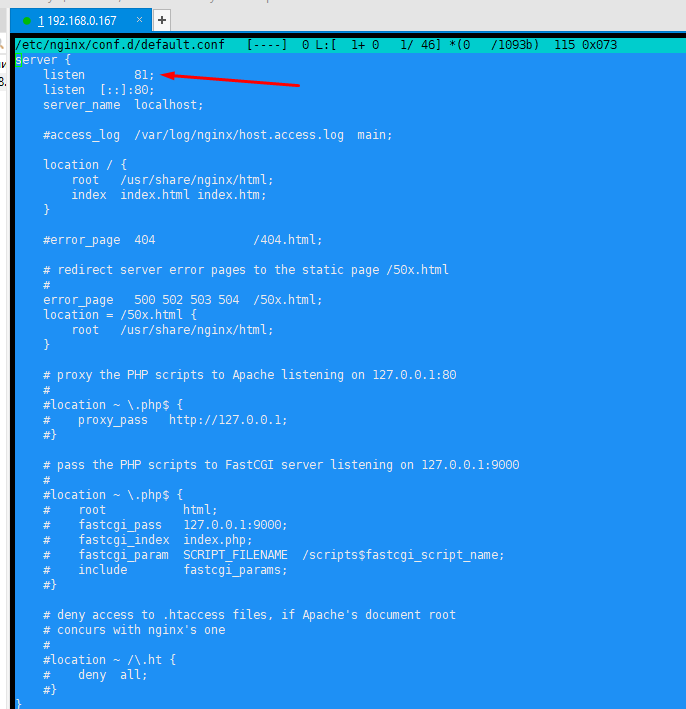 1 192.168.0.167 × +
/etc/nginx/conf.d/default.conf   [----]  0 L:[  1+ 0   1/ 46] *(0   /1093b)  115 0x073
server {
    listen       81;
    listen  [::]:80;
    server_name  localhost;

    #access_log  /var/log/nginx/host.access.log  main;

    location / {
        root   /usr/share/nginx/html;
        index  index.html index.htm;
    }

    #error_page  404              /404.html;

    # redirect server error pages to the static page /50x.html
    #
    error_page   500 502 503 504  /50x.html;
    location = /50x.html {
        root   /usr/share/nginx/html;
    }

    # proxy the PHP scripts to Apache listening on 127.0.0.1:80
    #
    #location ~ \.php$ {
    #    proxy_pass   http://127.0.0.1;
    #}

    # pass the PHP scripts to FastCGI server listening on 127.0.0.1:9000
    #
    #location ~ \.php$ {
    #    root           html;
    #    fastcgi_pass   127.0.0.1:9000;
    #    fastcgi_index  index.php;
    #    fastcgi_param  SCRIPT_FILENAME  /scripts$fastcgi_script_name;
    #    include        fastcgi_params;
    #}

    # deny access to .htaccess files, if Apache's document root
    # concurs with nginx's one
    #
    #location ~ /\.ht {
    #    deny  all;
    #}
}